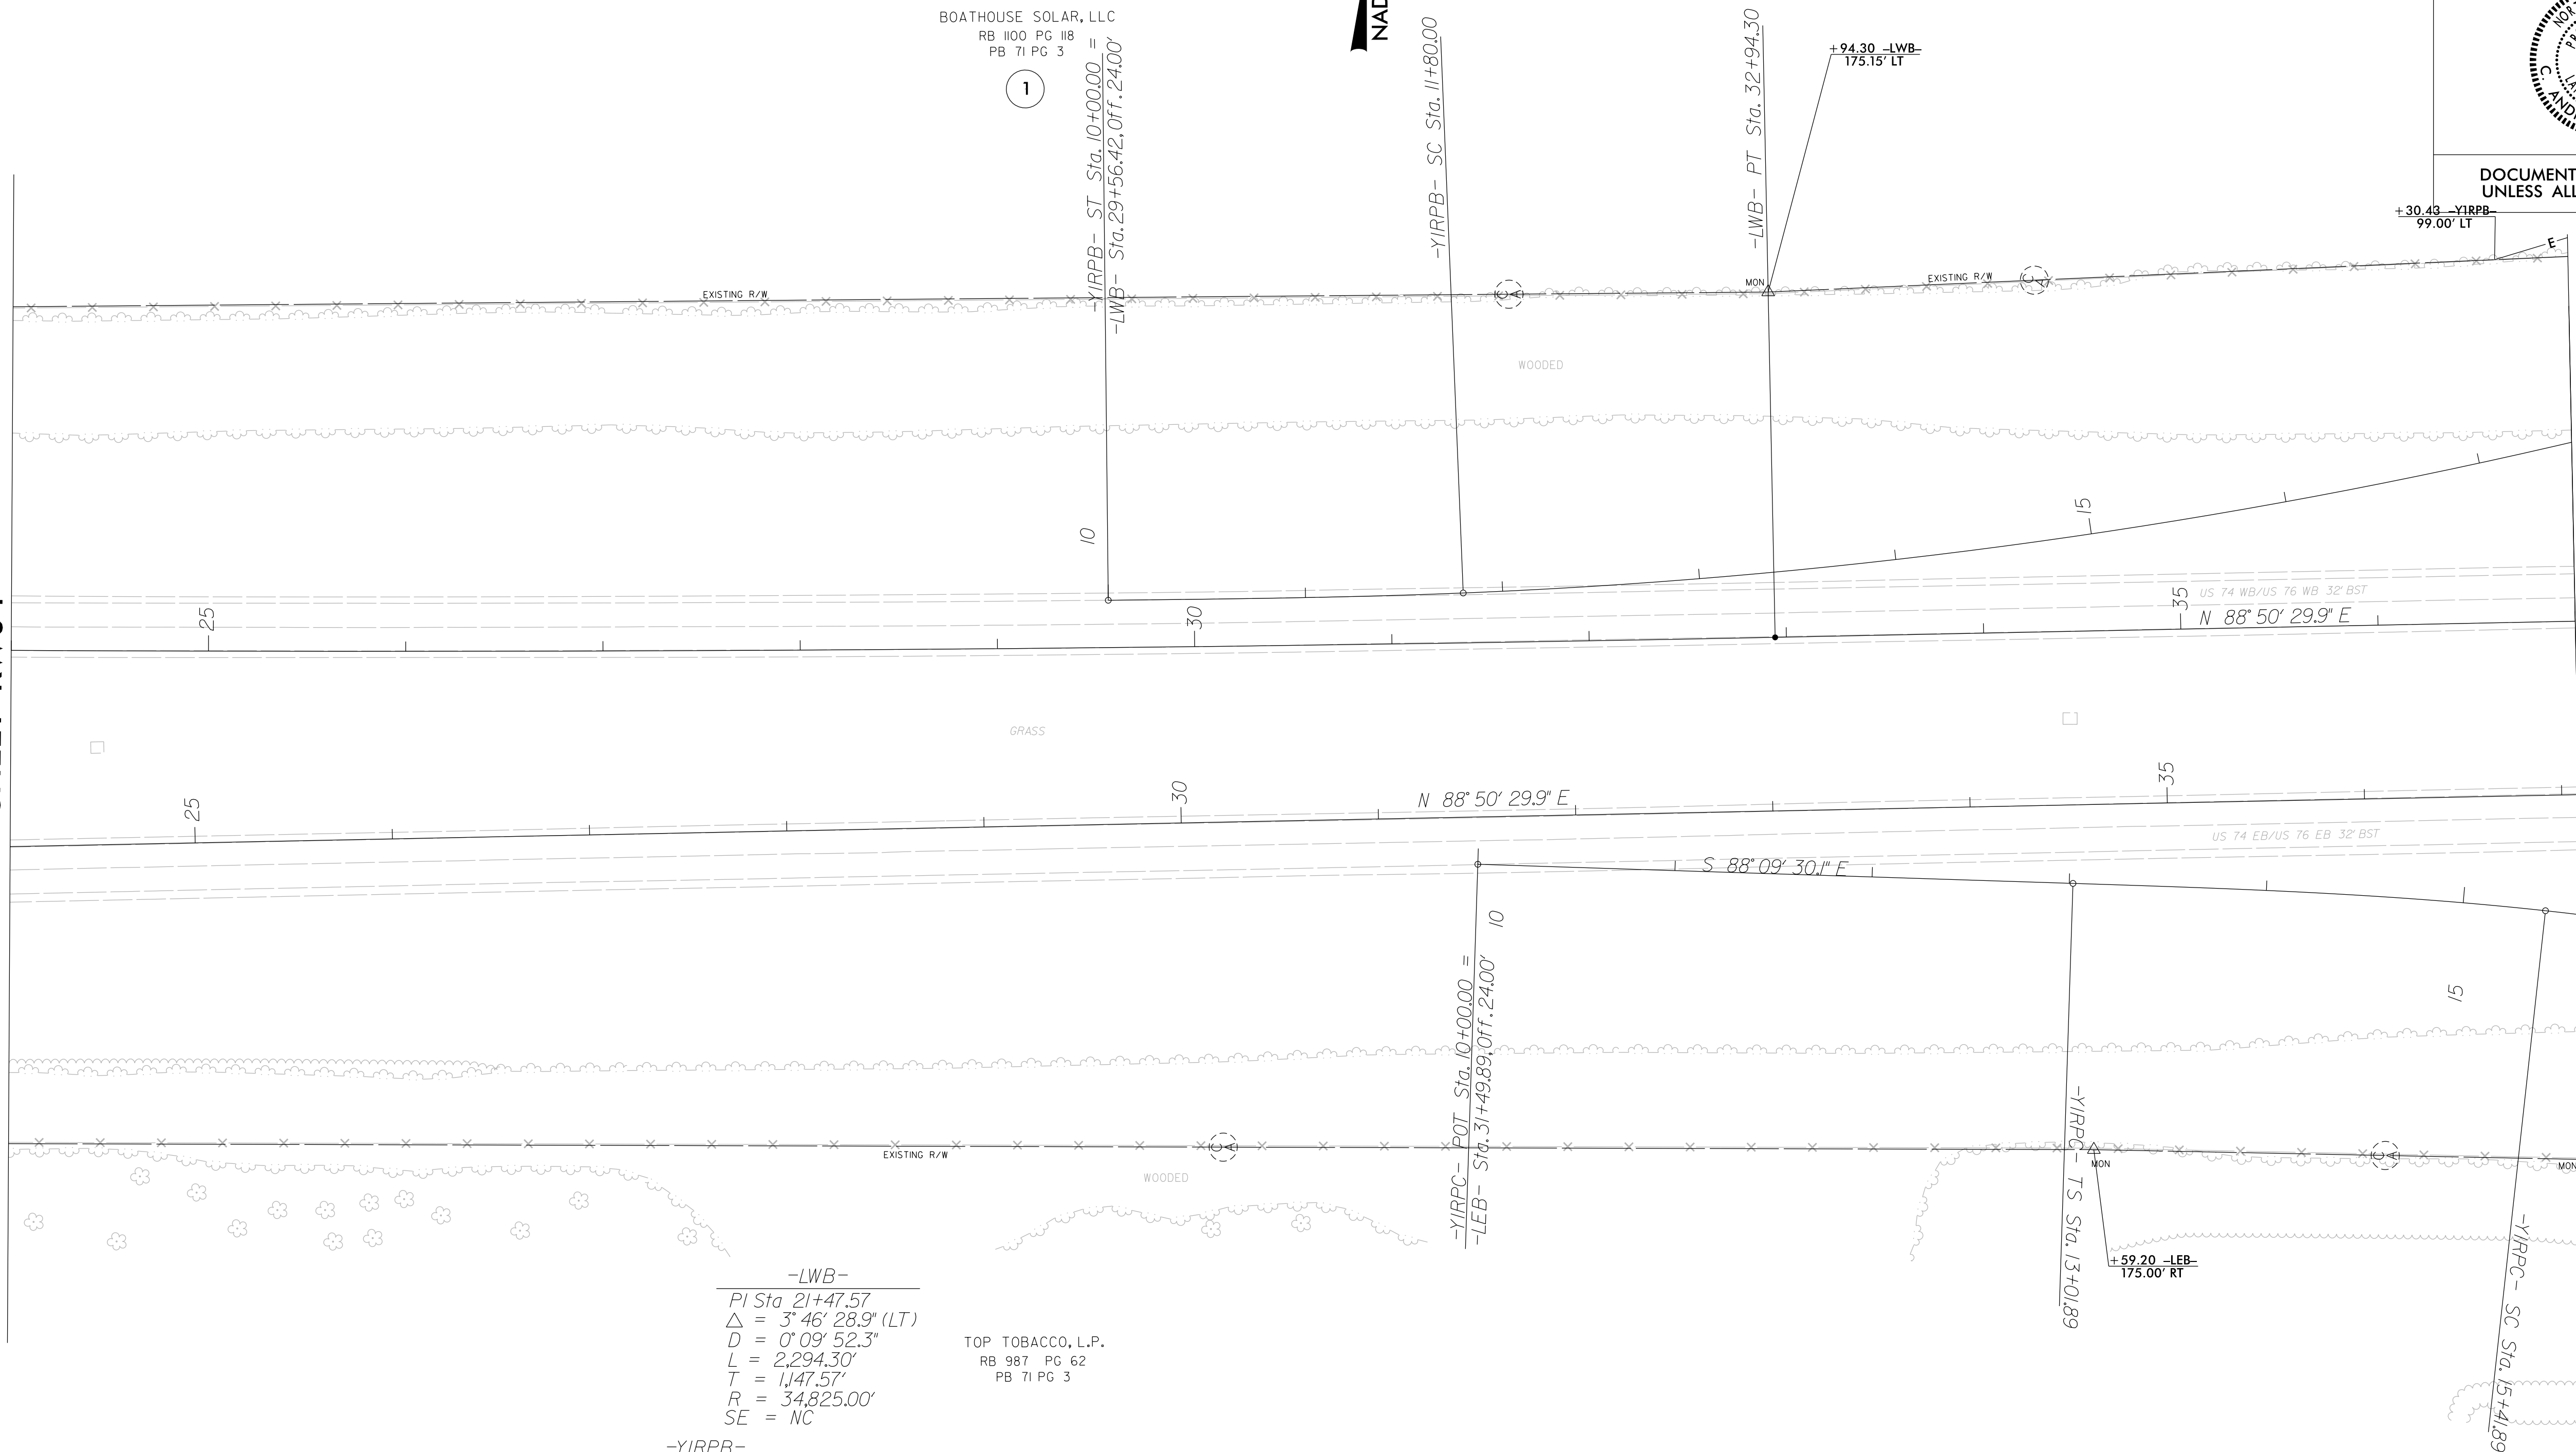 BOATHOUSE SOLAR, LLC
RB 1100 PG 118
PB 71 PG 3
1
NAD
-Y1RPB- ST Sta. 10+00.00 =
-LWB- Sta. 29+56.42, Off. 24.00'
-Y1RPB- SC Sta. 11+80.00
-LWB- PT Sta. 32+94.30
+94.30 -LWB-
175.15' LT
C.
DOCUMENT
UNLESS ALL
+30.43 -Y1RPB-
99.00' LT
E
EXISTING R/W
CA
MON
EXISTING R/W
CA
WOODED
10
15
25
30
35
US 74 WB/US 76 WB 32' BST
N 88° 50' 29.9" E
GRASS
25
30
N 88° 50' 29.9" E
35
US 74 EB/US 76 EB 32' BST
S 88° 09' 30.1" E
10
15
-Y1RPC- POT Sta. 10+00.00 =
-LEB- Sta. 31+49.89, Off. 24.00'
-Y1RPC- TS Sta. 13+01.89
-Y1RPC- SC Sta. 15+41.89
EXISTING R/W
CA
WOODED
MON
CA
MON
+59.20 -LEB-
175.00' RT
-LWB-
PI Sta 21+47.57
△ = 3° 46' 28.9" (LT)
D = 0° 09' 52.3"
L = 2,294.30'
T = 1,147.57'
R = 34,825.00'
SE = NC
TOP TOBACCO, L.P.
RB 987 PG 62
PB 71 PG 3